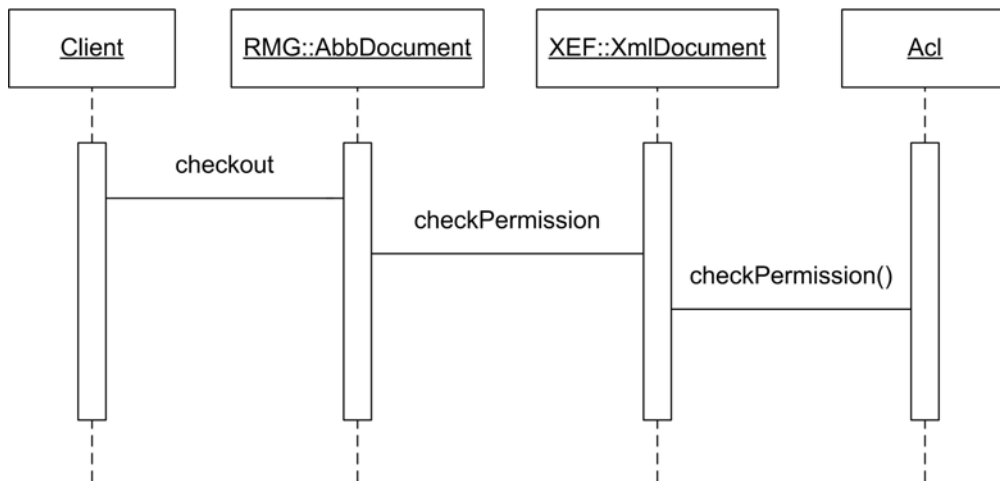 Client
RMG::AbbDocument
XEF::XmlDocument
Acl
checkout
checkPermission
checkPermission()